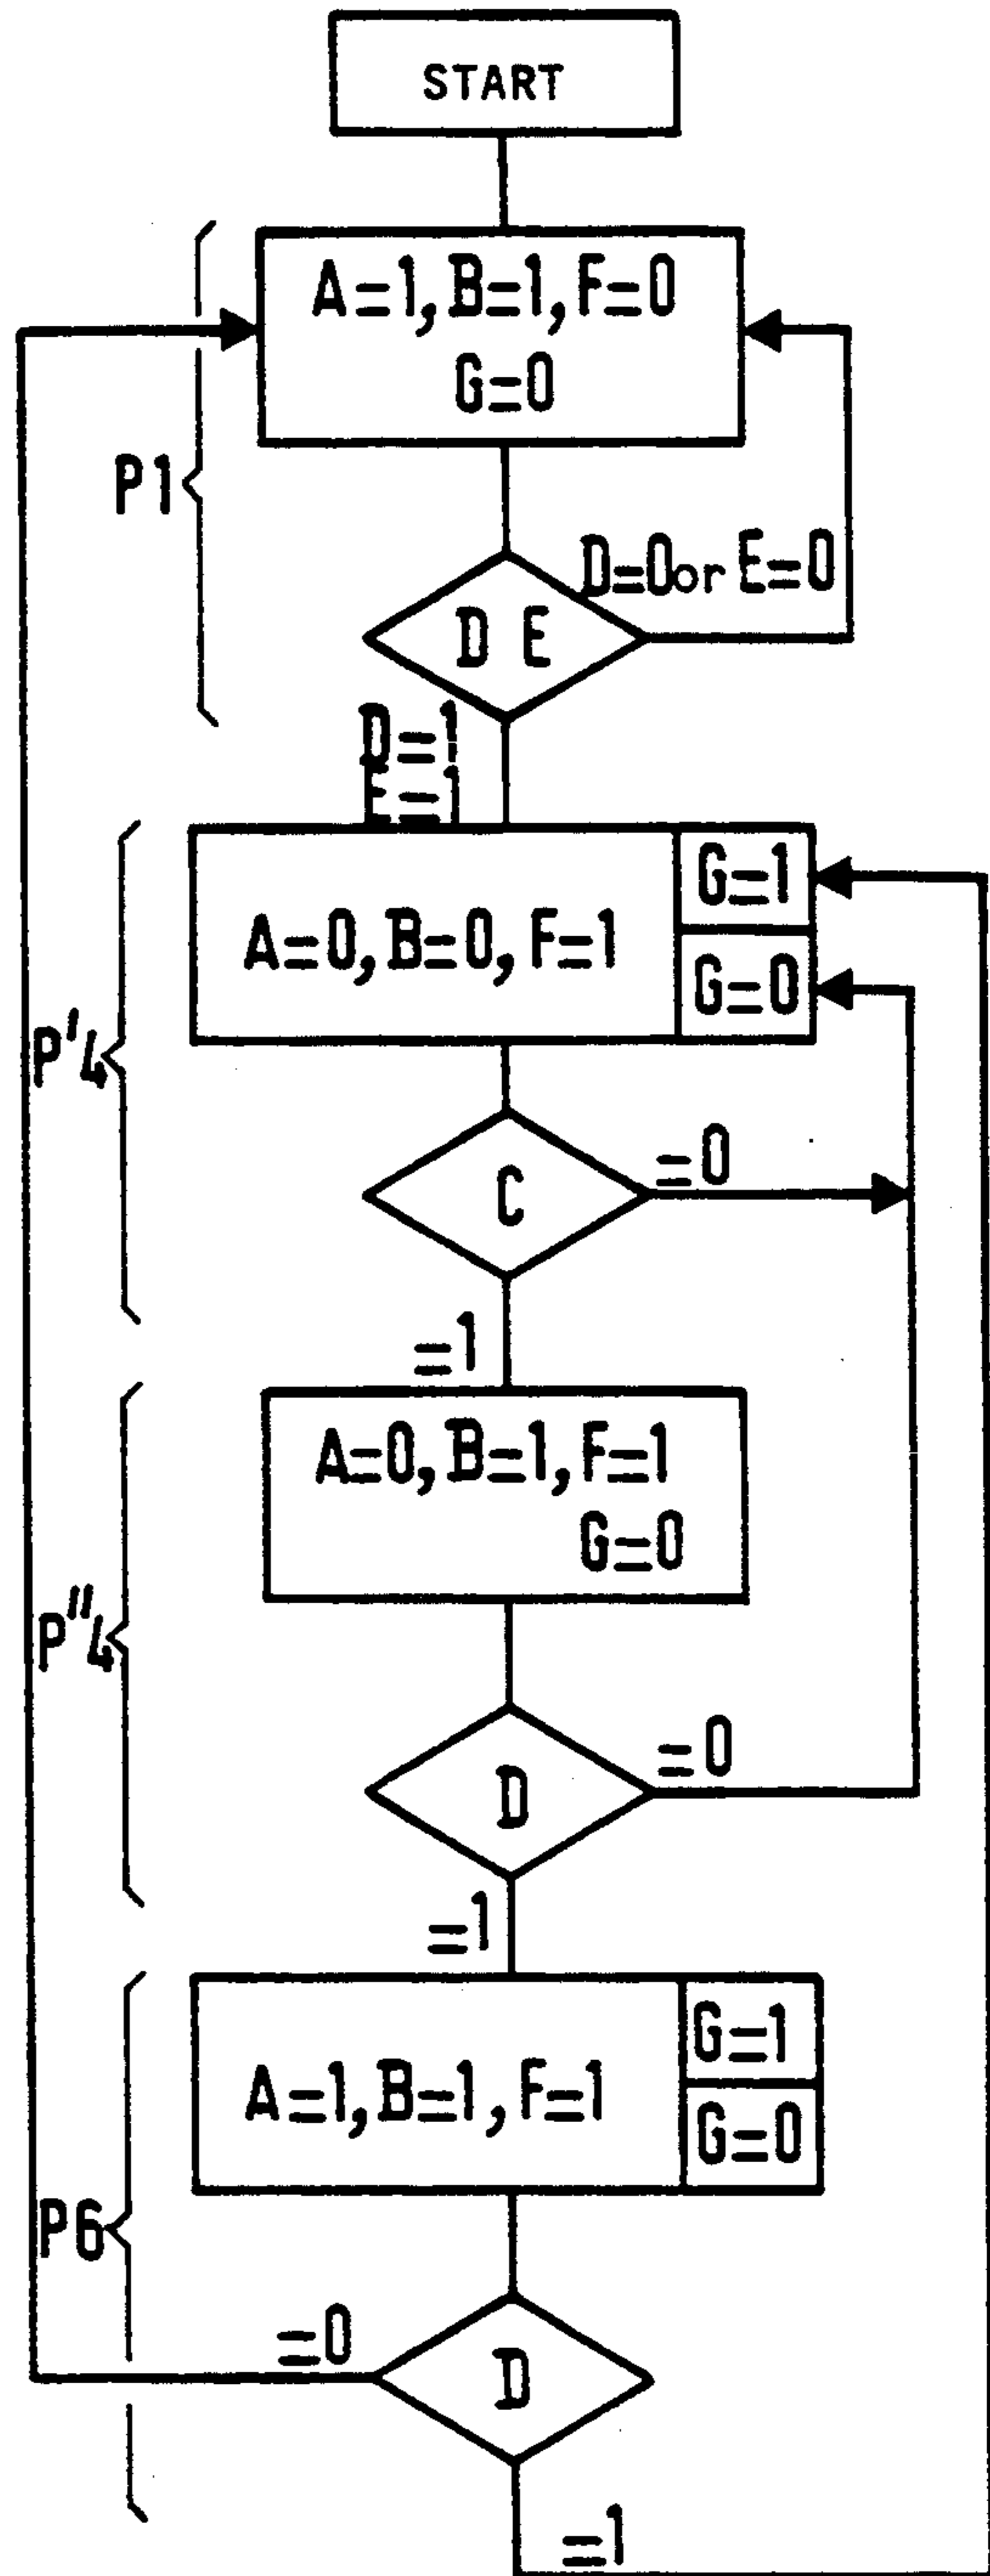 START
A=1, B=1, F=0
G=0
P1
D=0 or E=0
D E
D=1
E=1
G=1
A=0, B=0, F=1
G=0
P'4
=0
C
=1
A=0, B=1, F=1
G=0
P"4
=0
D
=1
G=1
A=1, B=1, F=1
G=0
P6
=0
D
=1